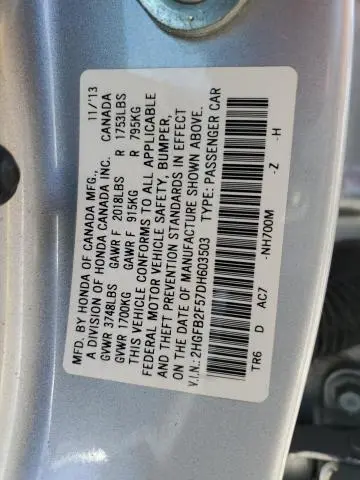 MFD. BY HONDA OF CANADA MFG., 11/'13
A DIVISION OF HONDA CANADA INC. CANADA
GVWR 3748LBS GAWR F 2018LBS R 1753LBS
GVWR 1700KG GAWR F 915KG R 795KG
THIS VEHICLE CONFORMS TO ALL APPLICABLE
FEDERAL MOTOR VEHICLE SAFETY, BUMPER,
AND THEFT PREVENTION STANDARDS IN EFFECT
ON THE DATE OF MANUFACTURE SHOWN ABOVE.
V.I.N.: 2HGFB2F57DH603503 TYPE: PASSENGER CAR
TR6 D AC7 -NH700M -Z -H